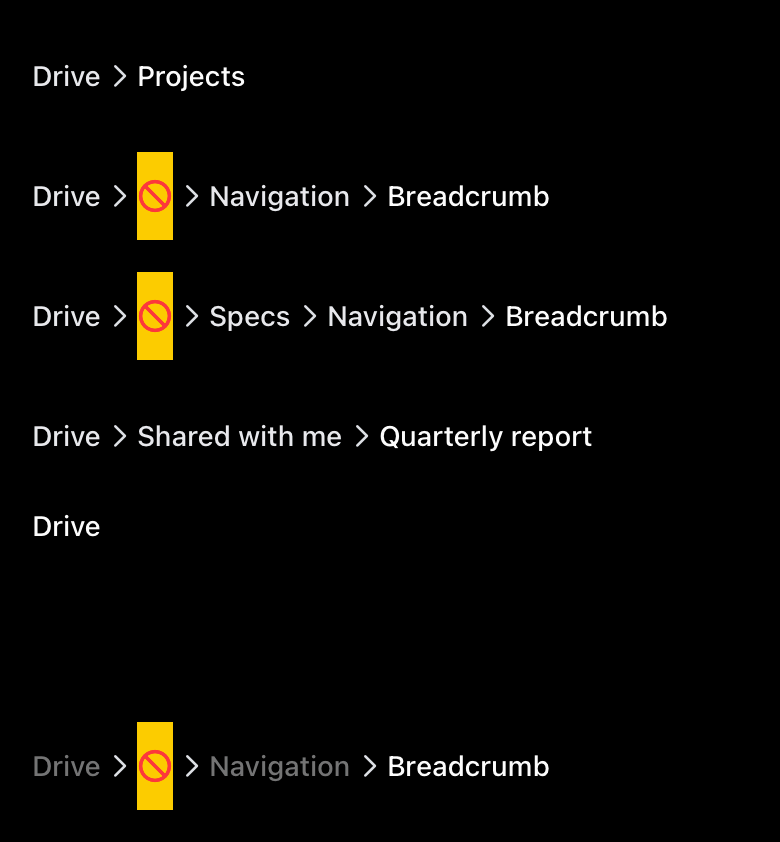 Drive > Projects
Drive > 🚫 > Navigation > Breadcrumb
Drive > 🚫 > Specs > Navigation > Breadcrumb
Drive > Shared with me > Quarterly report
Drive
Drive > 🚫 > Navigation > Breadcrumb